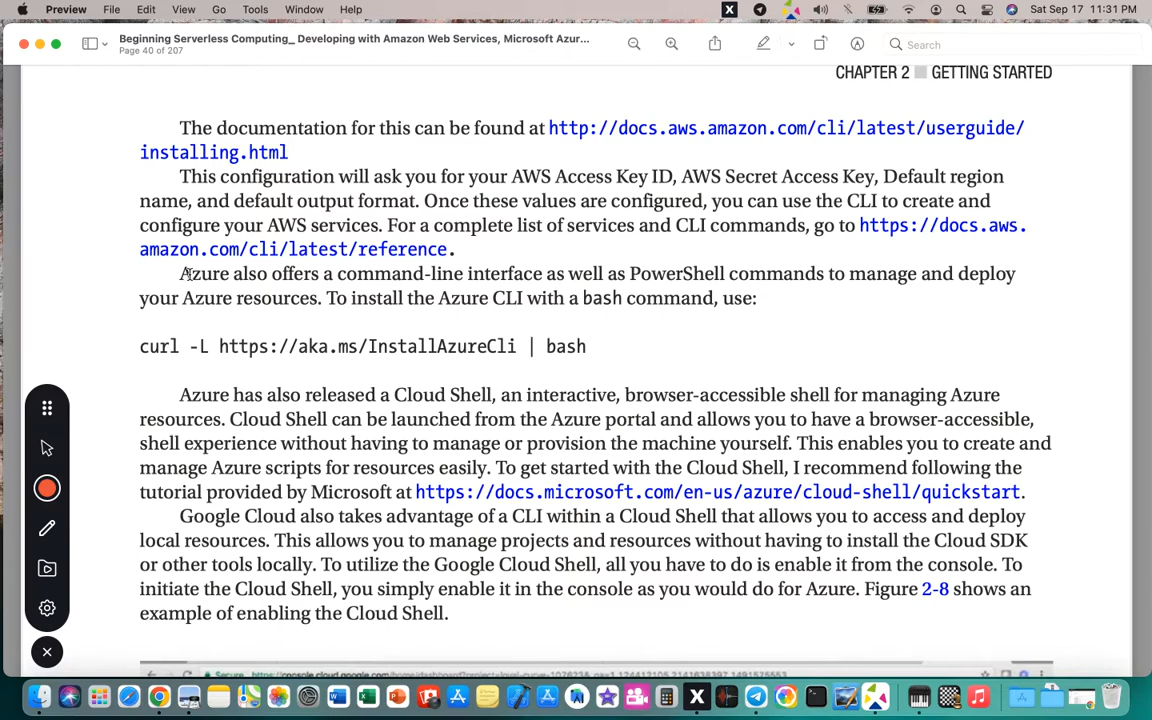 Preview File Edit View Go Tools Window Help Sat Sep 17 11:31 PM
Beginning Serverless Computing_ Developing with Amazon Web Services, Microsoft Azur...
Page 40 of 207
Search
CHAPTER 2 GETTING STARTED
The documentation for this can be found at http://docs.aws.amazon.com/cli/latest/userguide/
installing.html
This configuration will ask you for your AWS Access Key ID, AWS Secret Access Key, Default region
name, and default output format. Once these values are configured, you can use the CLI to create and
configure your AWS services. For a complete list of services and CLI commands, go to https://docs.aws.
amazon.com/cli/latest/reference.
Azure also offers a command-line interface as well as PowerShell commands to manage and deploy
your Azure resources. To install the Azure CLI with a bash command, use:
curl -L https://aka.ms/InstallAzureCli | bash
Azure has also released a Cloud Shell, an interactive, browser-accessible shell for managing Azure
resources. Cloud Shell can be launched from the Azure portal and allows you to have a browser-accessible,
shell experience without having to manage or provision the machine yourself. This enables you to create and
manage Azure scripts for resources easily. To get started with the Cloud Shell, I recommend following the
tutorial provided by Microsoft at https://docs.microsoft.com/en-us/azure/cloud-shell/quickstart.
Google Cloud also takes advantage of a CLI within a Cloud Shell that allows you to access and deploy
local resources. This allows you to manage projects and resources without having to install the Cloud SDK
or other tools locally. To utilize the Google Cloud Shell, all you have to do is enable it from the console. To
initiate the Cloud Shell, you simply enable it in the console as you would do for Azure. Figure 2-8 shows an
example of enabling the Cloud Shell.